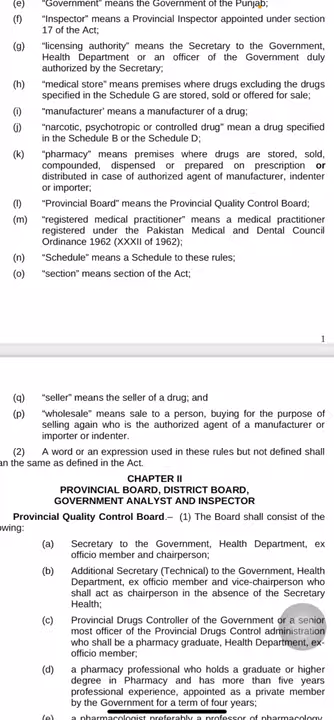 (e) "Government" means the Government of the Punjab;
(f) "Inspector" means a Provincial Inspector appointed under section
17 of the Act;
(g) "licensing authority" means the Secretary to the Government,
Health Department or an officer of the Government duly
authorized by the Secretary;
(h) "medical store" means premises where drugs excluding the drugs
specified in the Schedule G are stored, sold or offered for sale;
(i) "manufacturer' means a manufacturer of a drug;
(j) "narcotic, psychotropic or controlled drug" mean a drug specified
in the Schedule B or the Schedule D;
(k) "pharmacy" means premises where drugs are stored, sold,
compounded, dispensed or prepared on prescription or
distributed in case of authorized agent of manufacturer, indenter
or importer;
(l) "Provincial Board" means the Provincial Quality Control Board;
(m) "registered medical practitioner" means a medical practitioner
registered under the Pakistan Medical and Dental Council
Ordinance 1962 (XXXII of 1962);
(n) "Schedule" means a Schedule to these rules;
(o) "section" means section of the Act;
1
(q) "seller" means the seller of a drug; and
(p) "wholesale" means sale to a person, buying for the purpose of
selling again who is the authorized agent of a manufacturer or
importer or indenter.
(2) A word or an expression used in these rules but not defined shall
an the same as defined in the Act.
CHAPTER II
PROVINCIAL BOARD, DISTRICT BOARD,
GOVERNMENT ANALYST AND INSPECTOR
Provincial Quality Control Board.– (1) The Board shall consist of the
owing:
(a) Secretary to the Government, Health Department, ex
officio member and chairperson;
(b) Additional Secretary (Technical) to the Government, Health
Department, ex officio member and vice-chairperson who
shall act as chairperson in the absence of the Secretary
Health;
(c) Provincial Drugs Controller of the Government or a senior
most officer of the Provincial Drugs Control administration
who shall be a pharmacy graduate, Health Department, ex-
officio member;
(d) a pharmacy professional who holds a graduate or higher
degree in Pharmacy and has more than five years
professional experience, appointed as a private member
by the Government for a term of four years;
(e) a pharmacologist preferably a professor of pharmacology,